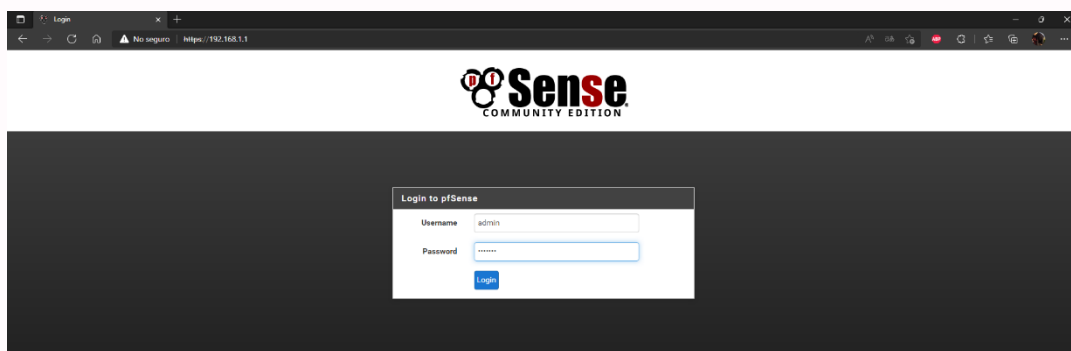 Login
No seguro https://192.168.1.1
pfSense
COMMUNITY EDITION
Login to pfSense
Username admin
Password •••••••
Login